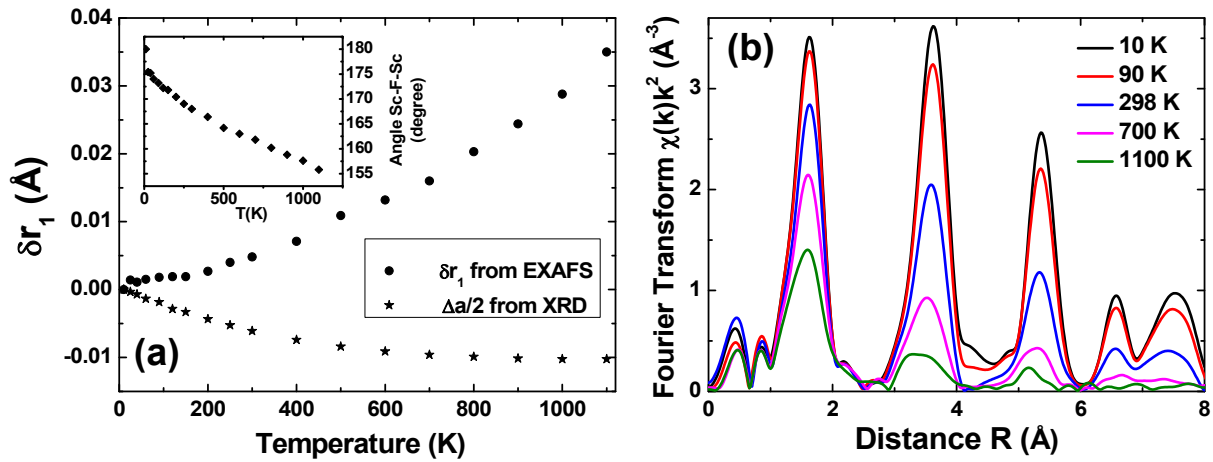 0.04
0.03
0.02
0.01
0.00
-0.01
δr1 (Å)
0 200 400 600 800 1000
Temperature (K)
(a)
180
175
170
165
160
155
Angle Sc-F-Sc
(degree)
0 500 1000
T(K)
δr1 from EXAFS
Δa/2 from XRD
(b)
3
2
1
0
Fourier Transform χ(k)k² (Å⁻³)
0 2 4 6 8
Distance R (Å)
10 K
90 K
298 K
700 K
1100 K